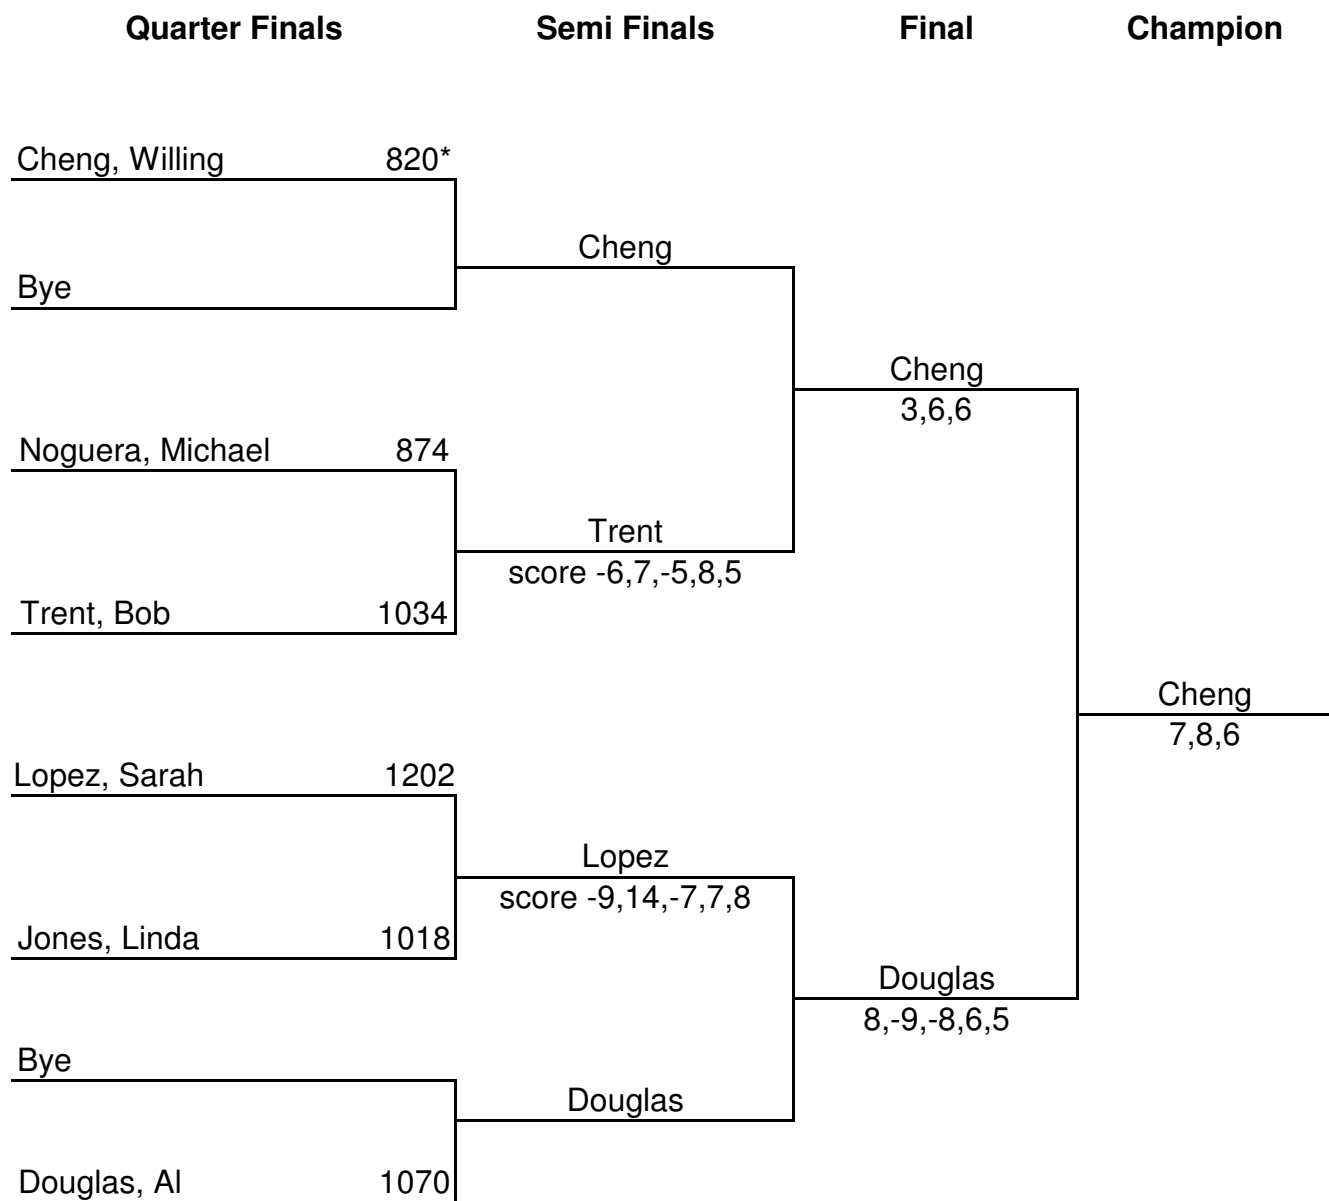 Quarter Finals Semi Finals Final Champion
Cheng, Willing 820*
Cheng
Bye
Cheng
3,6,6
Noguera, Michael 874
Trent
score -6,7,-5,8,5
Trent, Bob 1034
Cheng
7,8,6
Lopez, Sarah 1202
Lopez
score -9,14,-7,7,8
Jones, Linda 1018
Douglas
8,-9,-8,6,5
Bye
Douglas
Douglas, Al 1070